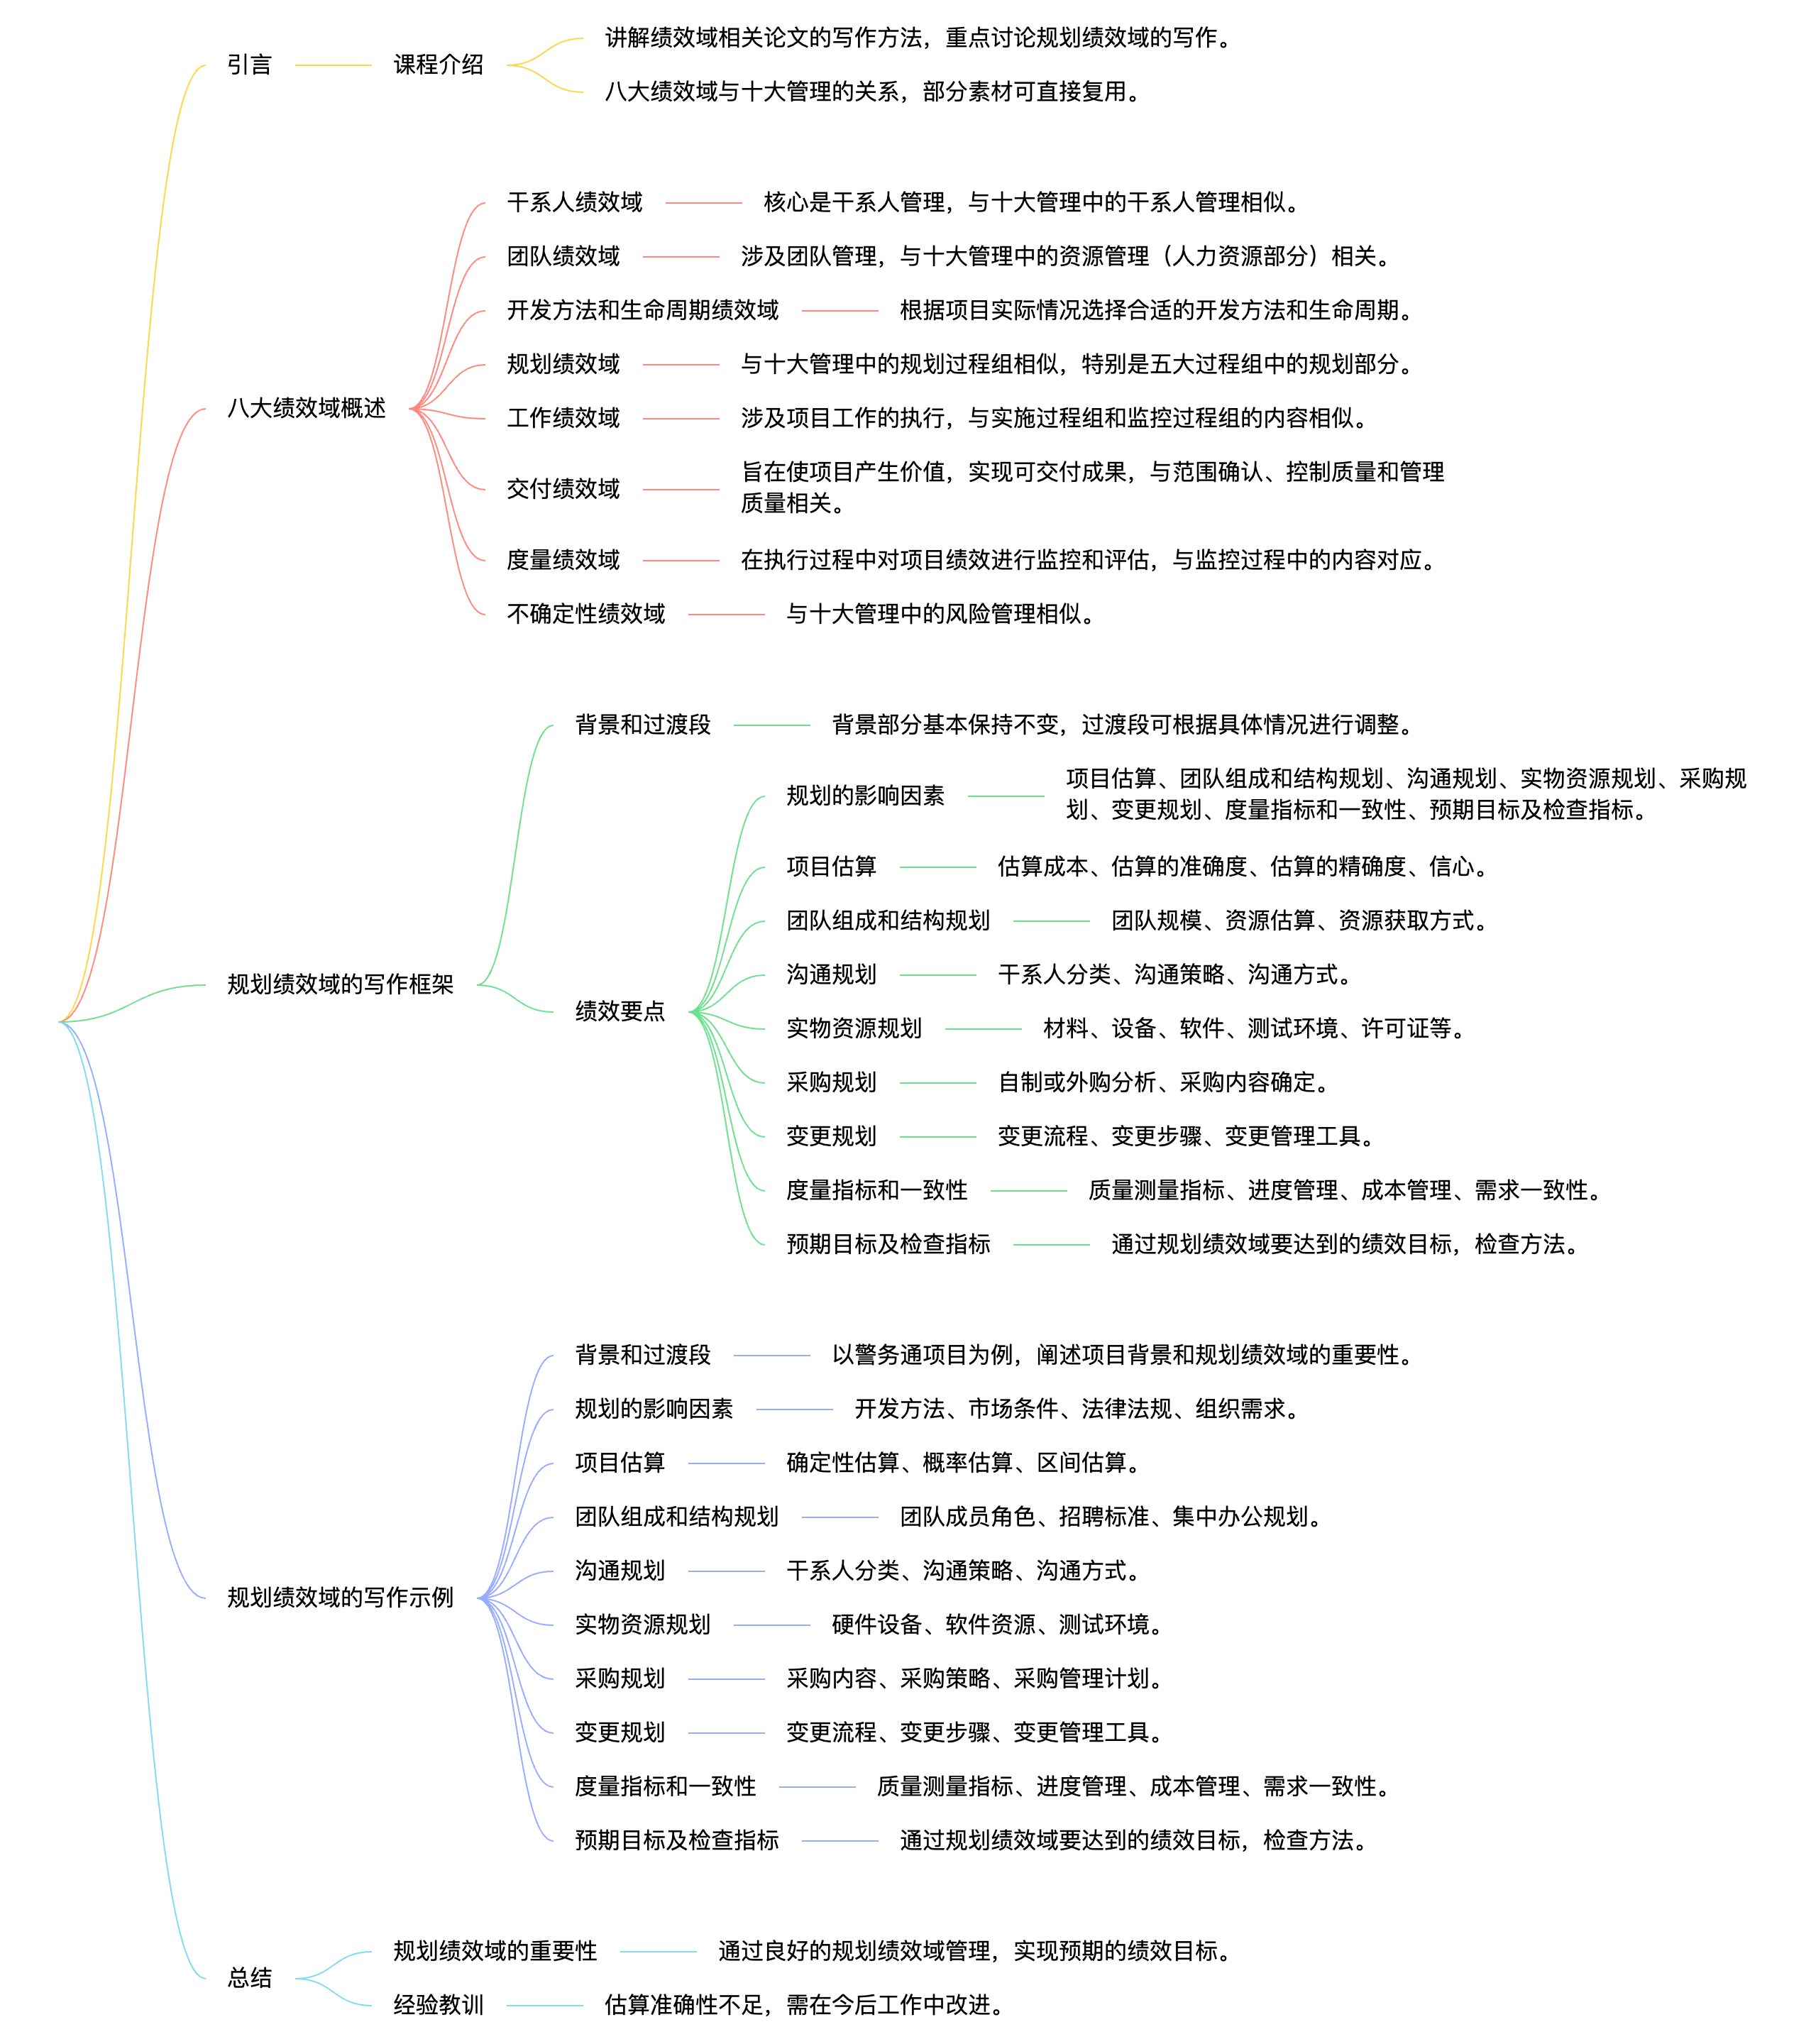 引言
课程介绍
讲解绩效域相关论文的写作方法，重点讨论规划绩效域的写作。
八大绩效域与十大管理的关系，部分素材可直接复用。
八大绩效域概述
干系人绩效域
核心是干系人管理，与十大管理中的干系人管理相似。
团队绩效域
涉及团队管理，与十大管理中的资源管理（人力资源部分）相关。
开发方法和生命周期绩效域
根据项目实际情况选择合适的开发方法和生命周期。
规划绩效域
与十大管理中的规划过程组相似，特别是五大过程组中的规划部分。
工作绩效域
涉及项目工作的执行，与实施过程组和监控过程组的内容相似。
交付绩效域
旨在使项目产生价值，实现可交付成果，与范围确认、控制质量和管理
质量相关。
度量绩效域
在执行过程中对项目绩效进行监控和评估，与监控过程中的内容对应。
不确定性绩效域
与十大管理中的风险管理相似。
规划绩效域的写作框架
背景和过渡段
背景部分基本保持不变，过渡段可根据具体情况进行调整。
绩效要点
规划的影响因素
项目估算、团队组成和结构规划、沟通规划、实物资源规划、采购规
划、变更规划、度量指标和一致性、预期目标及检查指标。
项目估算
估算成本、估算的准确度、估算的精确度、信心。
团队组成和结构规划
团队规模、资源估算、资源获取方式。
沟通规划
干系人分类、沟通策略、沟通方式。
实物资源规划
材料、设备、软件、测试环境、许可证等。
采购规划
自制或外购分析、采购内容确定。
变更规划
变更流程、变更步骤、变更管理工具。
度量指标和一致性
质量测量指标、进度管理、成本管理、需求一致性。
预期目标及检查指标
通过规划绩效域要达到的绩效目标，检查方法。
规划绩效域的写作示例
背景和过渡段
以警务通项目为例，阐述项目背景和规划绩效域的重要性。
规划的影响因素
开发方法、市场条件、法律法规、组织需求。
项目估算
确定性估算、概率估算、区间估算。
团队组成和结构规划
团队成员角色、招聘标准、集中办公规划。
沟通规划
干系人分类、沟通策略、沟通方式。
实物资源规划
硬件设备、软件资源、测试环境。
采购规划
采购内容、采购策略、采购管理计划。
变更规划
变更流程、变更步骤、变更管理工具。
度量指标和一致性
质量测量指标、进度管理、成本管理、需求一致性。
预期目标及检查指标
通过规划绩效域要达到的绩效目标，检查方法。
总结
规划绩效域的重要性
通过良好的规划绩效域管理，实现预期的绩效目标。
经验教训
估算准确性不足，需在今后工作中改进。